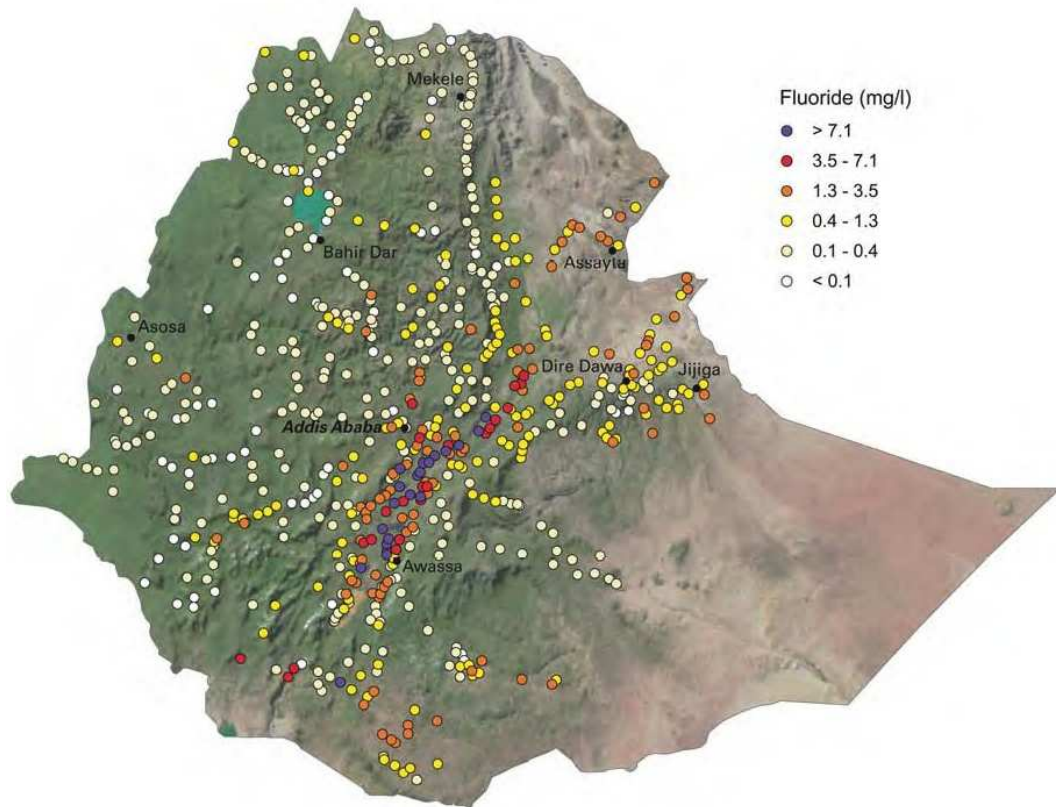 Mekele
Fluoride (mg/l)
> 7.1
3.5 - 7.1
1.3 - 3.5
0.4 - 1.3
0.1 - 0.4
< 0.1
Bahir Dar
Assayta
Asosa
Dire Dawa
Jijiga
Addis Ababa
Awassa